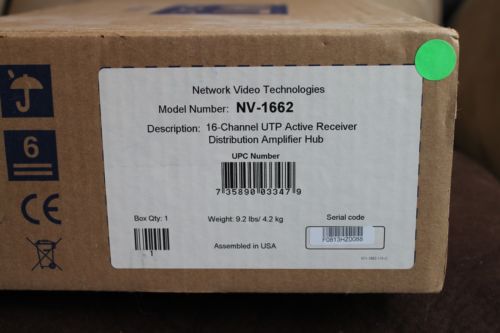 Network Video Technologies
Model Number: NV-1662
Description: 16-Channel UTP Active Receiver
Distribution Amplifier Hub
UPC Number
7 35890 03347 9
Box Qty: 1
Weight: 9.2 lbs/ 4.2 kg
Serial code
1
F0813HZ0088
Assembled in USA
6